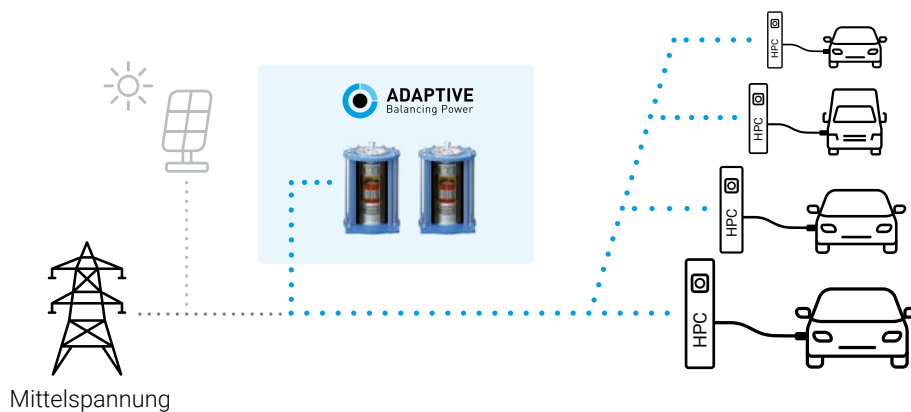 HPC
ADAPTIVE
Balancing Power
HPC
HPC
HPC
Mittelspannung